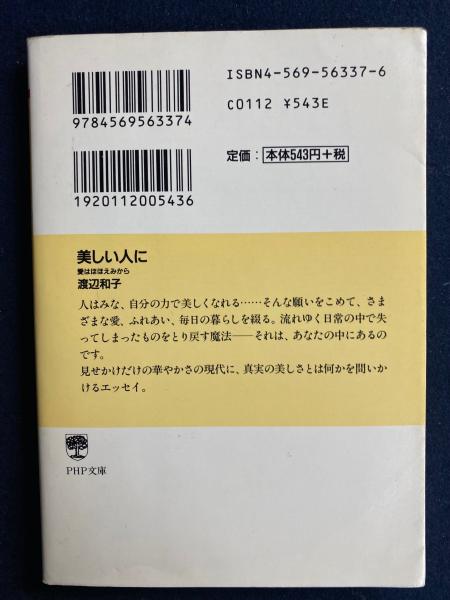 ISBN4-569-56337-6
C0112 ¥543E
9784569563374
定価：本体543円+税
1920112005436
美しい人に
愛はほほえみから
渡辺和子
人はみな、自分の力で美しくなれる……そんな願いをこめて、さま
ざまな愛、ふれあい、毎日の暮らしを綴る。流れゆく日常の中で失
ってしまったものをとり戻す魔法──それは、あなたの中にあるの
です。
見せかけだけの華やかさの現代に、真実の美しさとは何かを問いか
けるエッセイ。
PHP文庫